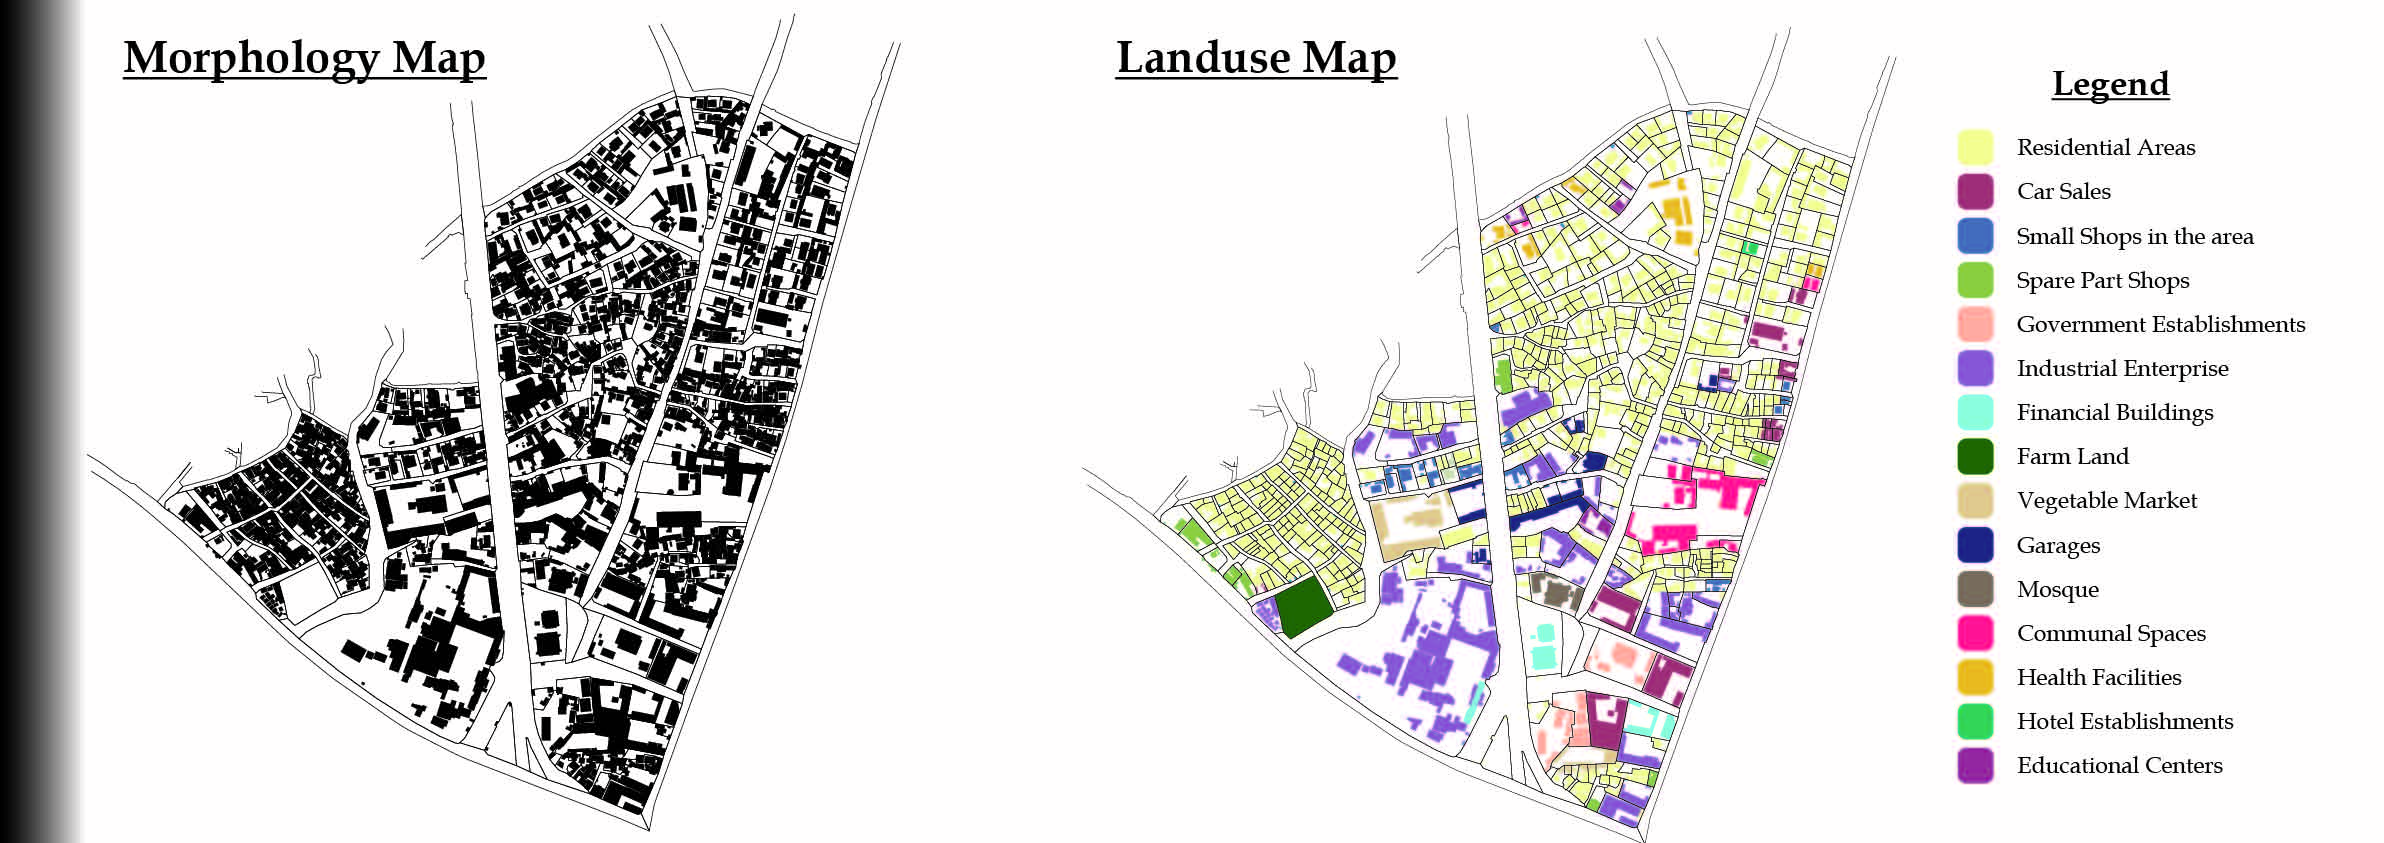 Morphology Map
Landuse Map
Legend
Residential Areas
Car Sales
Small Shops in the area
Spare Part Shops
Government Establishments
Industrial Enterprise
Financial Buildings
Farm Land
Vegetable Market
Garages
Mosque
Communal Spaces
Health Facilities
Hotel Establishments
Educational Centers